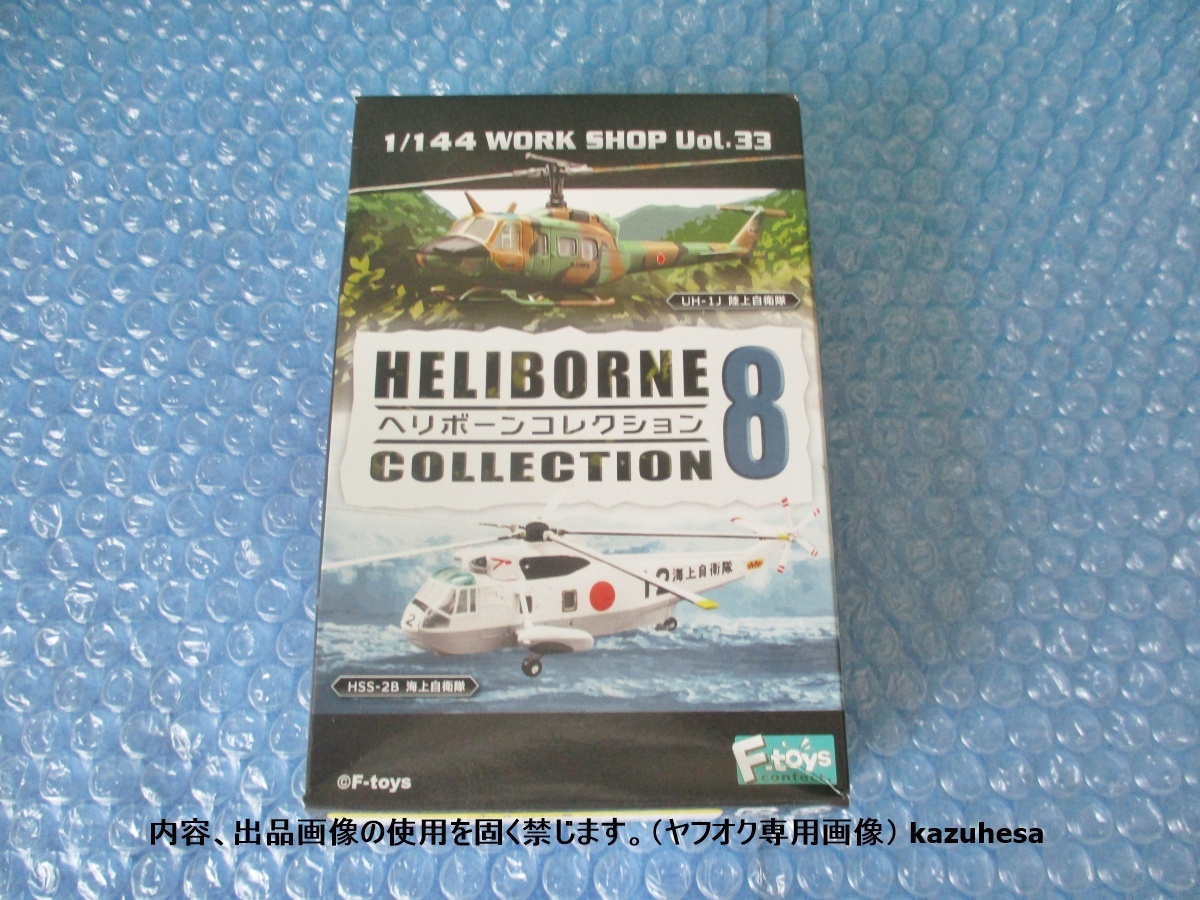 1/144 WORK SHOP Vol.33
UH-1J 陸上自衛隊
HELIBORNE
ヘリボーンコレクション
COLLECTION
8
12 海上自衛隊
2
HSS-2B 海上自衛隊
F-toys
confect.
©F-toys
内容、出品画像の使用を固く禁じます。（ヤフオク専用画像） kazuhesa